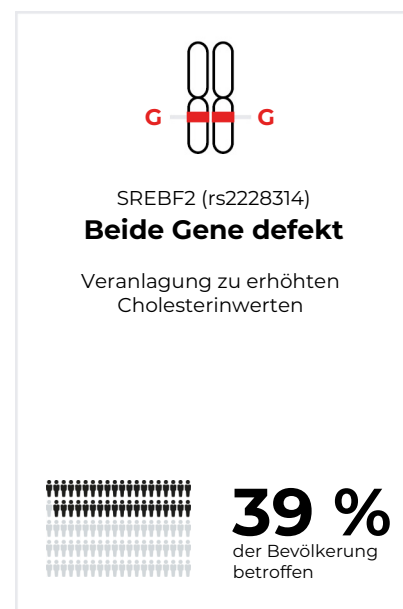 G G
SREBF2 (rs2228314)
Beide Gene defekt
Veranlagung zu erhöhten
Cholesterinwerten
39 %
der Bevölkerung
betroffen